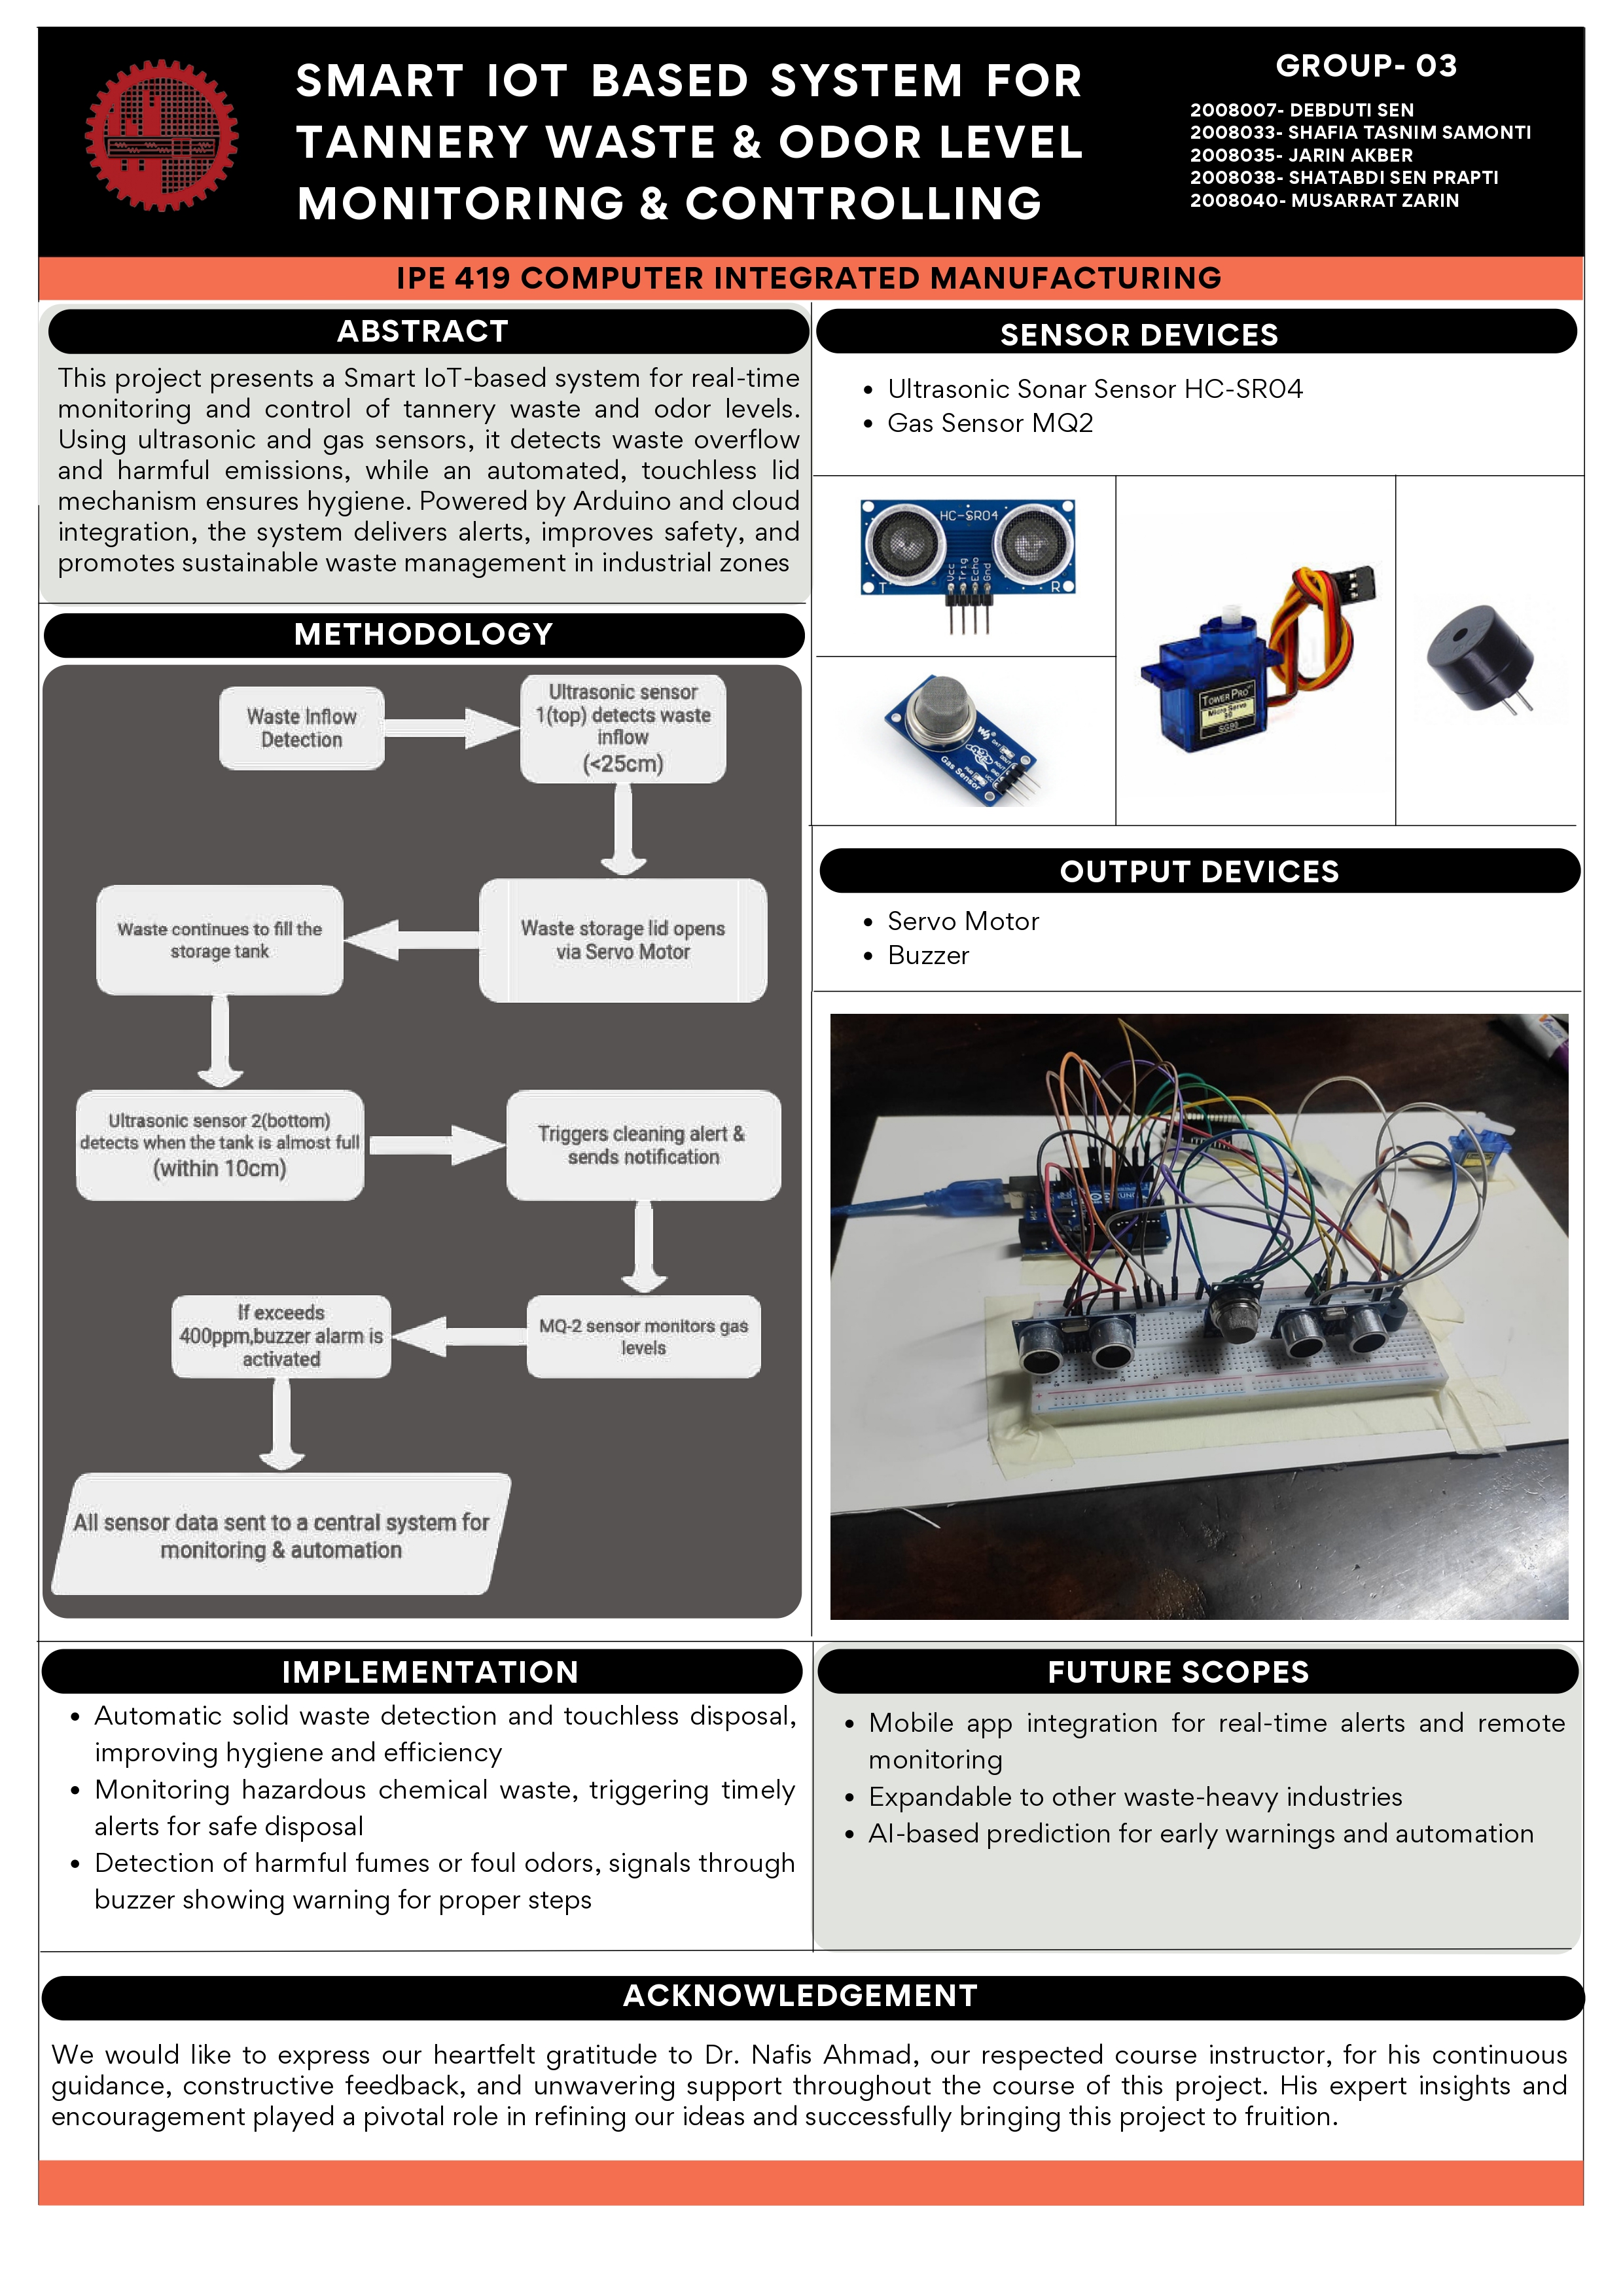 SMART IOT BASED SYSTEM FOR
TANNERY WASTE & ODOR LEVEL
MONITORING & CONTROLLING
GROUP- 03
2008007- DEBDUTI SEN
2008033- SHAFIA TASNIM SAMONTI
2008035- JARIN AKBER
2008038- SHATABDI SEN PRAPTI
2008040- MUSARRAT ZARIN
IPE 419 COMPUTER INTEGRATED MANUFACTURING
ABSTRACT
This project presents a Smart IoT-based system for real-time
monitoring and control of tannery waste and odor levels.
Using ultrasonic and gas sensors, it detects waste overflow
and harmful emissions, while an automated, touchless lid
mechanism ensures hygiene. Powered by Arduino and cloud
integration, the system delivers alerts, improves safety, and
promotes sustainable waste management in industrial zones
METHODOLOGY
Waste Inflow
Detection
Ultrasonic sensor
1(top) detects waste
inflow
(<25cm)
Waste storage lid opens
via Servo Motor
Waste continues to fill the
storage tank
Ultrasonic sensor 2(bottom)
detects when the tank is almost full
(within 10cm)
Triggers cleaning alert &
sends notification
MQ-2 sensor monitors gas
levels
If exceeds
400ppm,buzzer alarm is
activated
All sensor data sent to a central system for
monitoring & automation
SENSOR DEVICES
• Ultrasonic Sonar Sensor HC-SR04
• Gas Sensor MQ2
HC-SR04
Vcc
Trig
Echo
Gnd
T
R
Gas Sensor
TOWER PRO
Micro Servo
9g
SG90
OUTPUT DEVICES
• Servo Motor
• Buzzer
IMPLEMENTATION
• Automatic solid waste detection and touchless disposal,
improving hygiene and efficiency
• Monitoring hazardous chemical waste, triggering timely
alerts for safe disposal
• Detection of harmful fumes or foul odors, signals through
buzzer showing warning for proper steps
FUTURE SCOPES
• Mobile app integration for real-time alerts and remote
monitoring
• Expandable to other waste-heavy industries
• AI-based prediction for early warnings and automation
ACKNOWLEDGEMENT
We would like to express our heartfelt gratitude to Dr. Nafis Ahmad, our respected course instructor, for his continuous
guidance, constructive feedback, and unwavering support throughout the course of this project. His expert insights and
encouragement played a pivotal role in refining our ideas and successfully bringing this project to fruition.